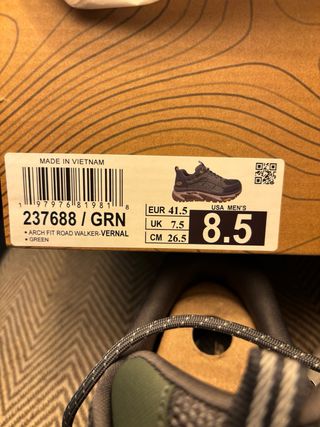 MADE IN VIETNAM
1 97976 81981 8
237688 / GRN
• ARCH FIT ROAD WALKER-VERNAL
• GREEN
EUR 41.5
UK 7.5
CM 26.5
USA MEN'S
8.5